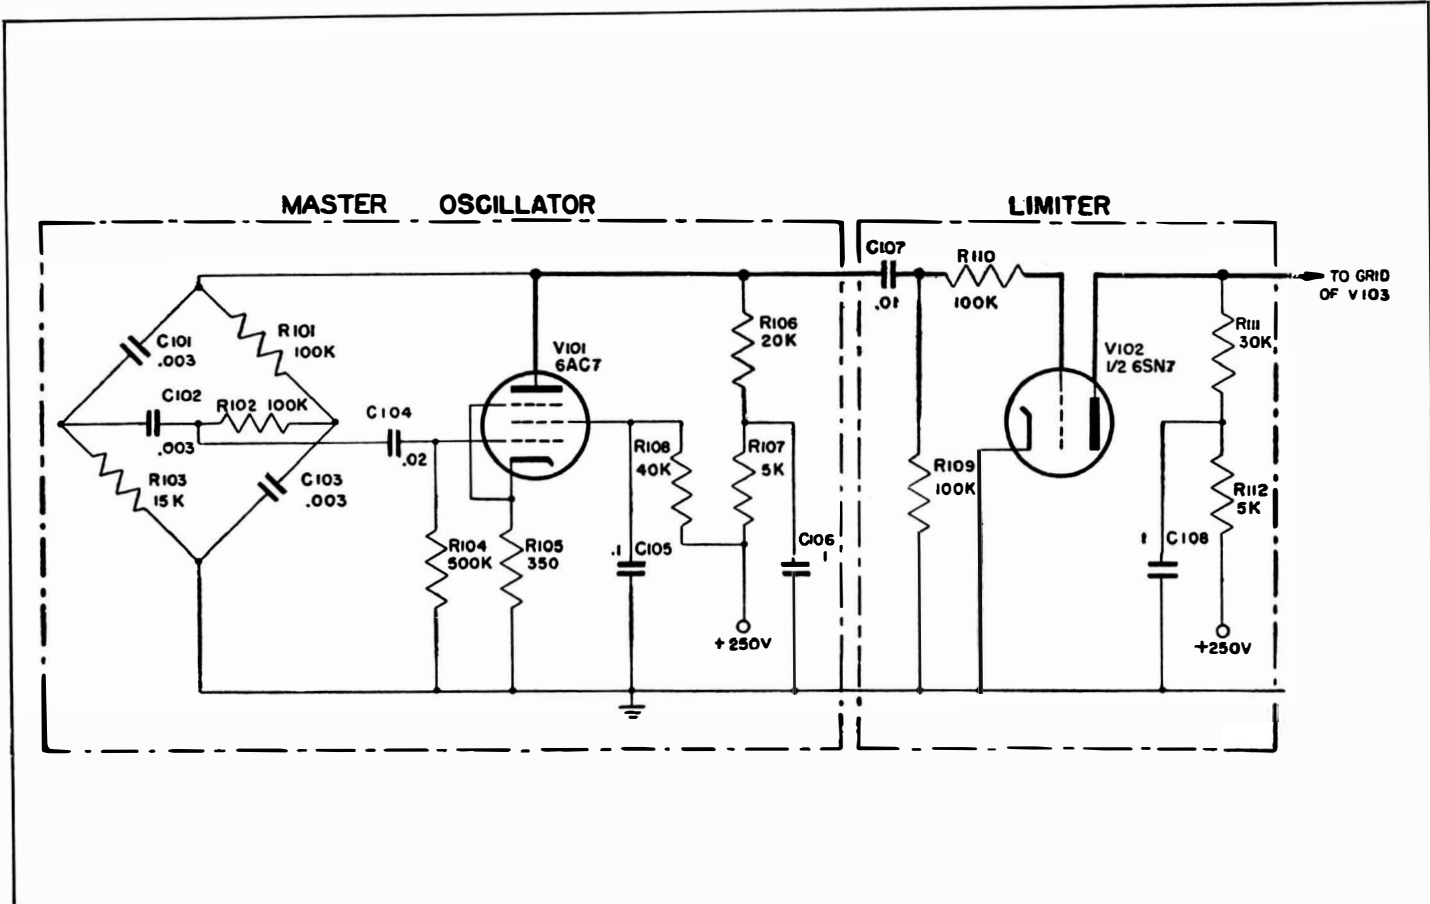 MASTER OSCILLATOR
LIMITER
C101
.003
R101
100K
C102
.003
R102 100K
R103
15K
C103
.003
C104
.02
V101
6AC7
R104
500K
R105
350
R106
20K
R108
40K
R107
5K
.1 C105
C106
1
+250V
C107
.01
R110
100K
R109
100K
V102
1/2 6SN7
R111
30K
R112
5K
1 C108
+250V
TO GRID
OF V103